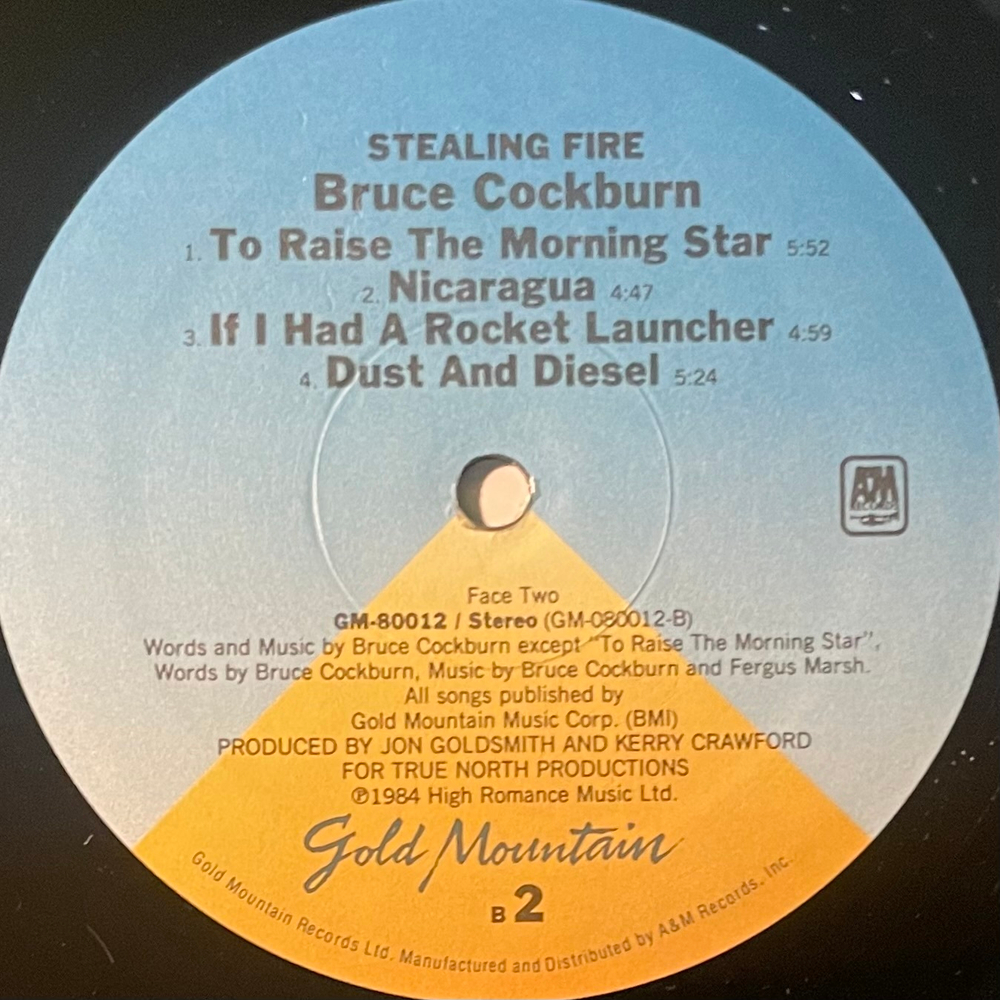 STEALING FIRE
Bruce Cockburn
1. To Raise The Morning Star 5:52
2. Nicaragua 4:47
3. If I Had A Rocket Launcher 4:59
4. Dust And Diesel 5:24
A&M
RECORDS
Face Two
GM-80012 / Stereo (GM-080012-B)
Words and Music by Bruce Cockburn except "To Raise The Morning Star",
Words by Bruce Cockburn, Music by Bruce Cockburn and Fergus Marsh.
All songs published by
Gold Mountain Music Corp. (BMI)
PRODUCED BY JON GOLDSMITH AND KERRY CRAWFORD
FOR TRUE NORTH PRODUCTIONS
℗1984 High Romance Music Ltd.
Gold Mountain
B 2
Gold Mountain Records Ltd. Manufactured and Distributed by A&M Records, Inc.